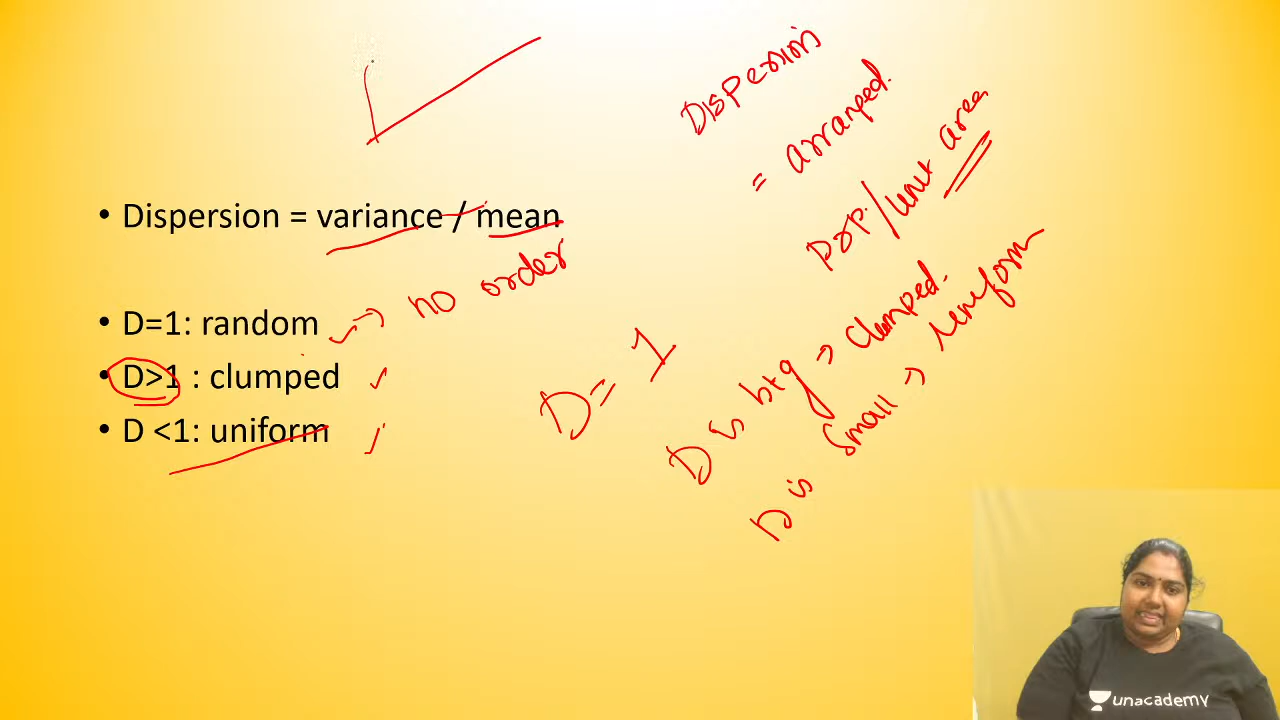 • Dispersion = variance / mean
• D=1: random → no order
• D>1 : clumped
• D <1: uniform
Dispersion
= arranged.
pop./unit area
D= 1
D is big → clumped.
D is small → uniform
unacademy